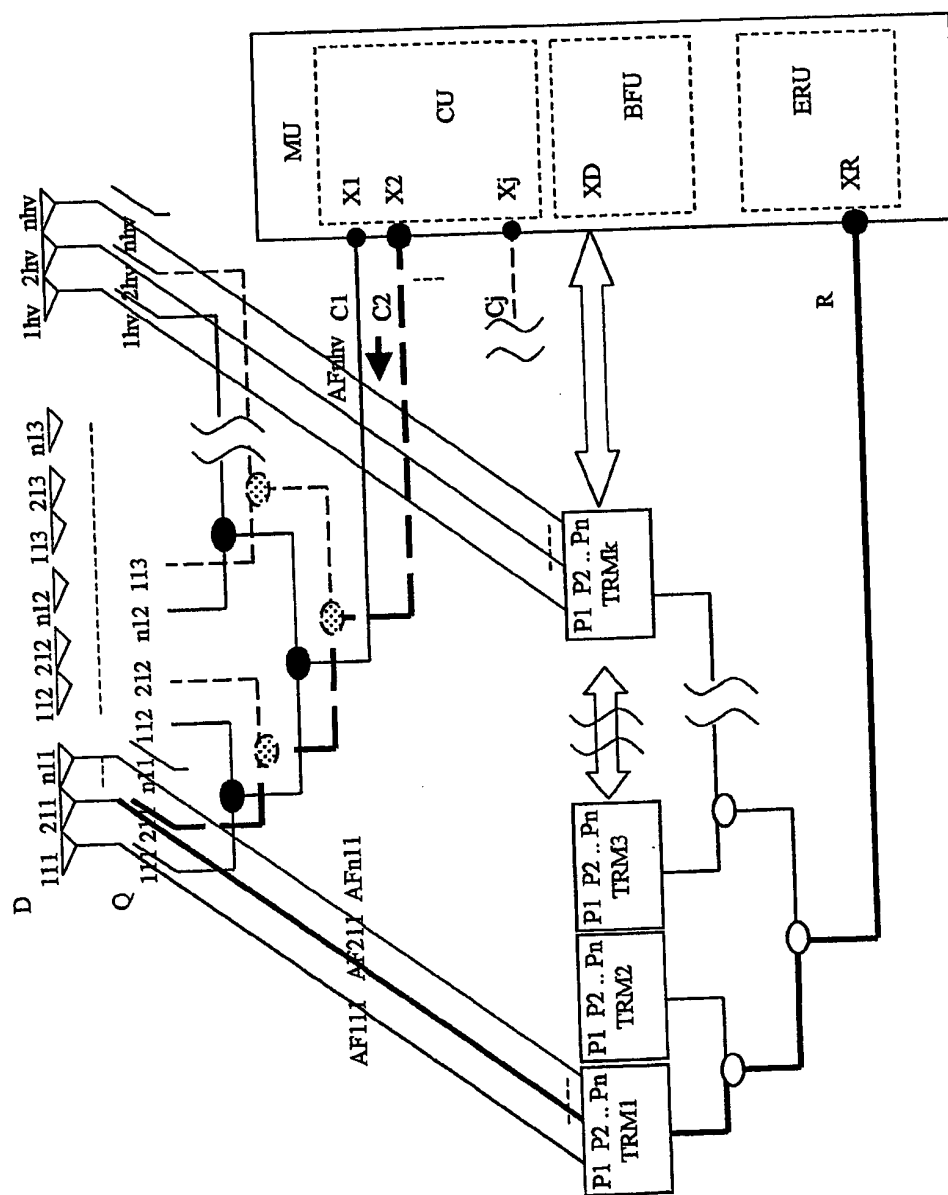 D 111 211 n11 112 212 n12 113 213 n13 1hv 2hv nhv
Q 111 211 n11 112 212 n12 113 1hv 2hv nhv
MU
AF111 AF211 AFn11 AFnhv C1 X1
C2 X2
CU
Cj Xj
P1 P2 .. Pn P1 P2 .. Pn P1 P2 .. Pn P1 P2 .. Pn XD
TRM1 TRM2 TRM3 TRMk BFU
ERU
R XR